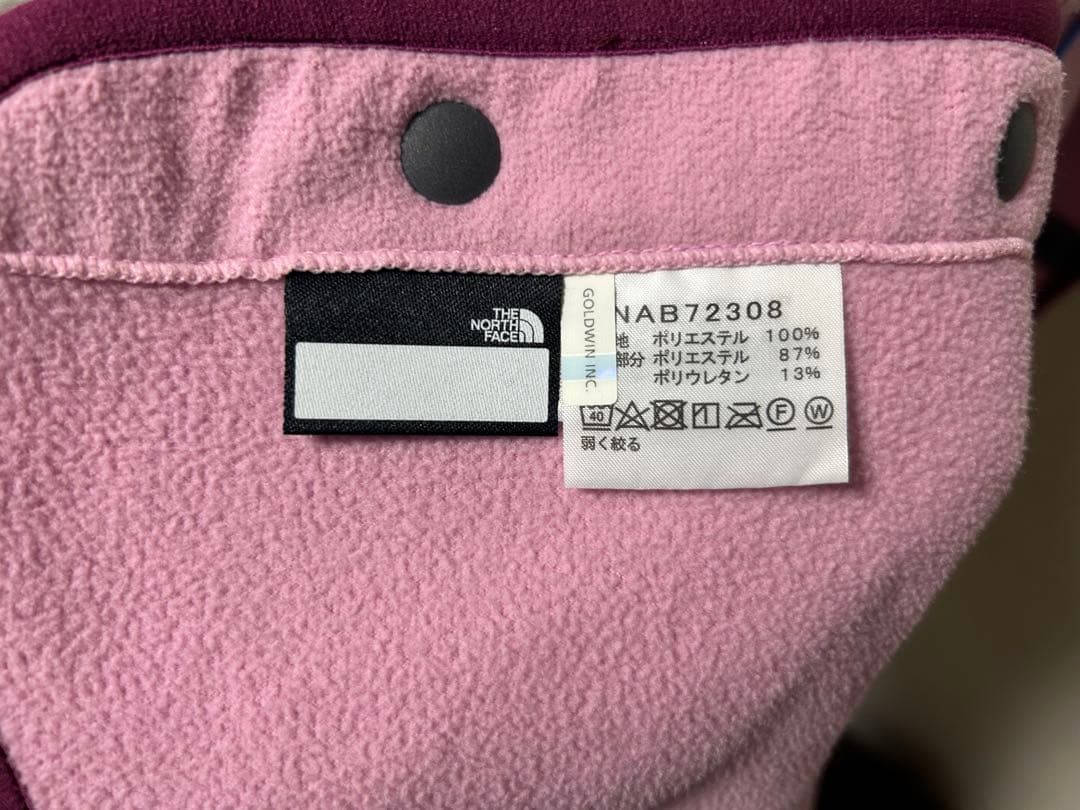 THE
NORTH
FACE
GOLDWIN INC.
NAB72308
地 ポリエステル 100%
部分 ポリエステル 87%
ポリウレタン 13%
40 F W
弱く絞る